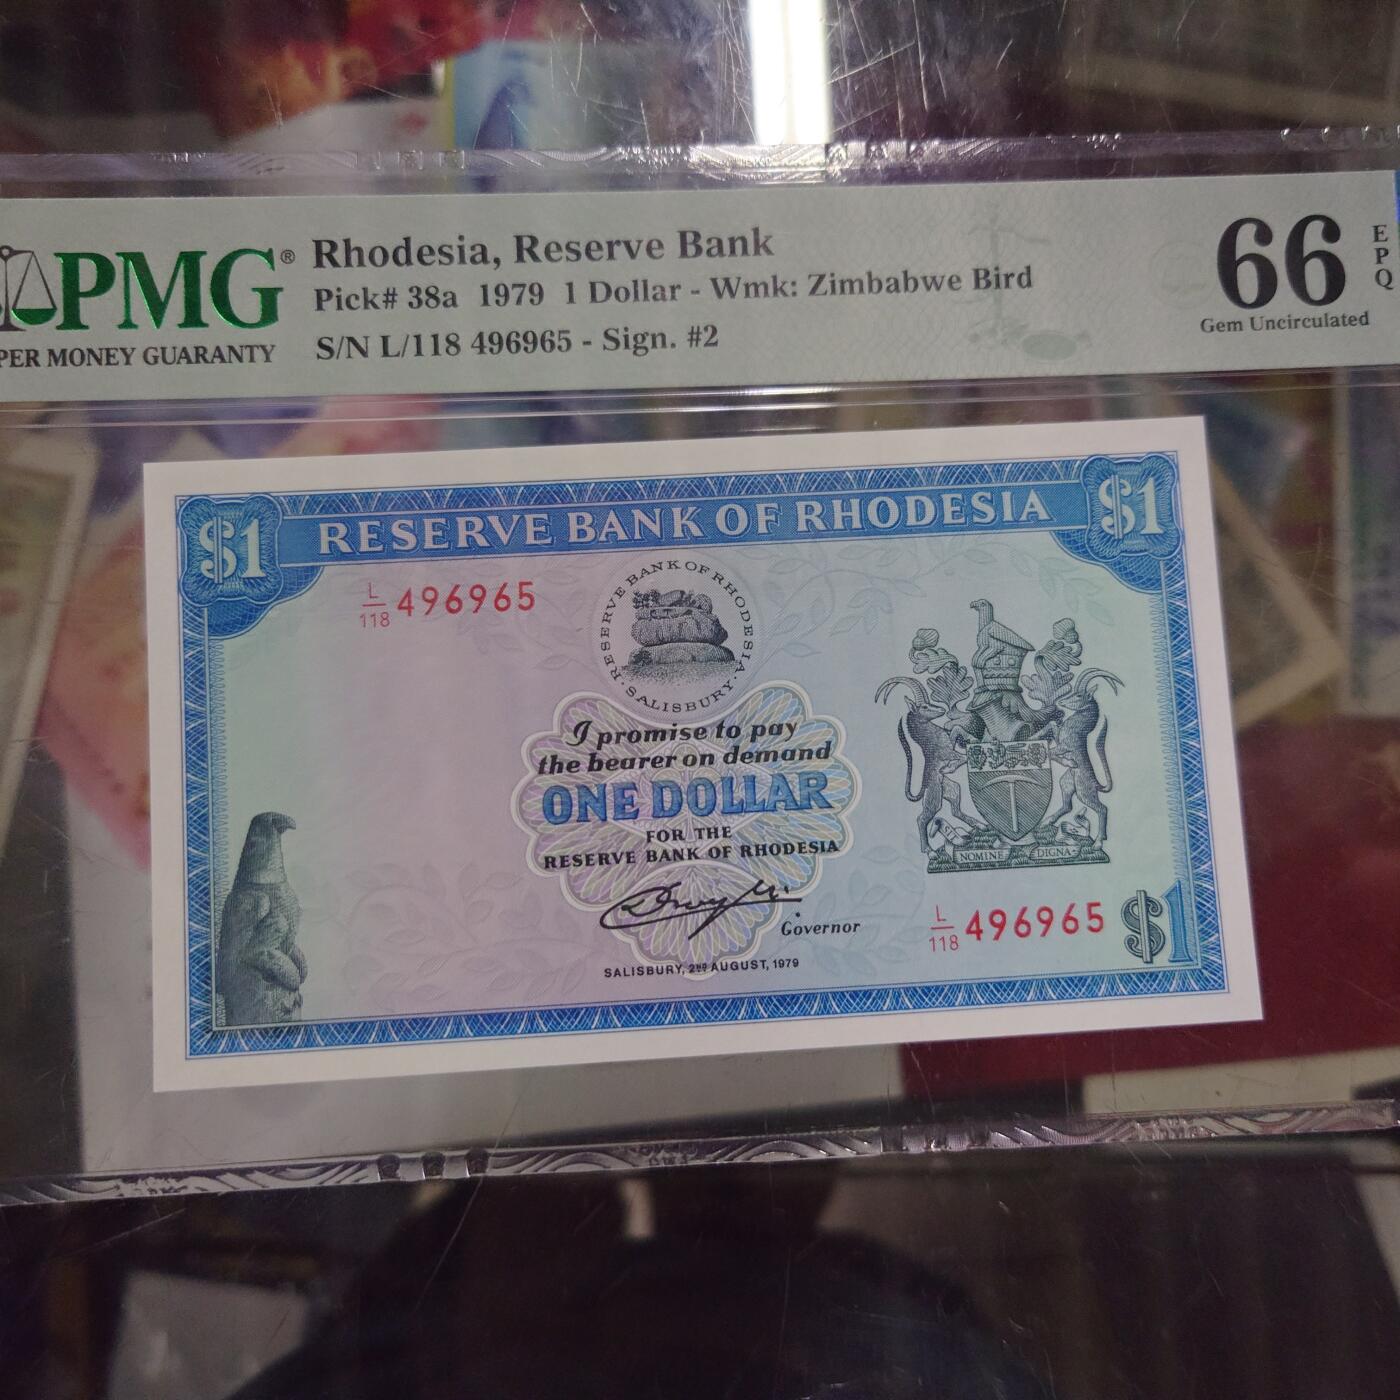 PMG®
PER MONEY GUARANTY
Rhodesia, Reserve Bank
Pick# 38a 1979 1 Dollar - Wmk: Zimbabwe Bird
S/N L/118 496965 - Sign. #2
66
EPQ
Gem Uncirculated
$1
RESERVE BANK OF RHODESIA
$1
L/118 496965
RESERVE BANK OF RHODESIA · SALISBURY ·
I promise to pay
the bearer on demand
ONE DOLLAR
FOR THE
RESERVE BANK OF RHODESIA
Governor
SALISBURY, 2ND AUGUST, 1979
SIT NOMINE DIGNA
L/118 496965
$1